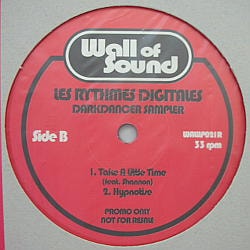 Wall of
Sound
LES RYTHMES DIGITALES
DARKDANCER SAMPLER
Side B
WALLP021R
33 rpm
1. Take A Little Time
(feat. Shannon)
2. Hypnotise
PROMO ONLY
NOT FOR RESALE